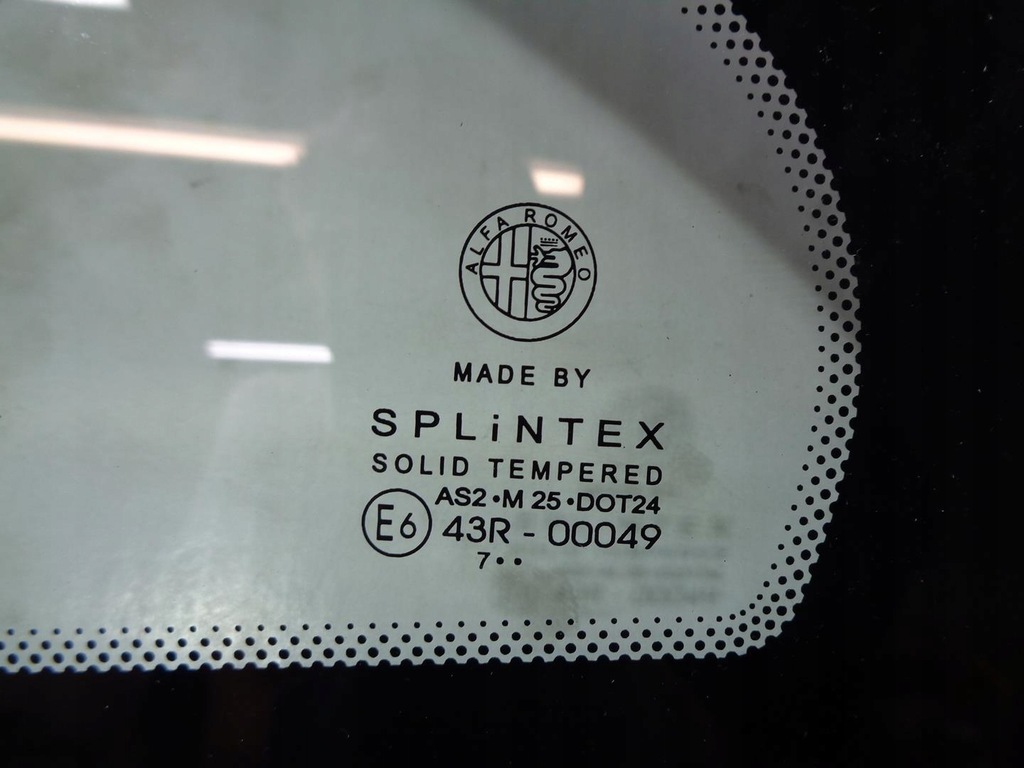 ALFA ROMEO
MADE BY
SPLiNTEX
SOLID TEMPERED
AS2•M 25•DOT24
E6 43R - 00049
7••